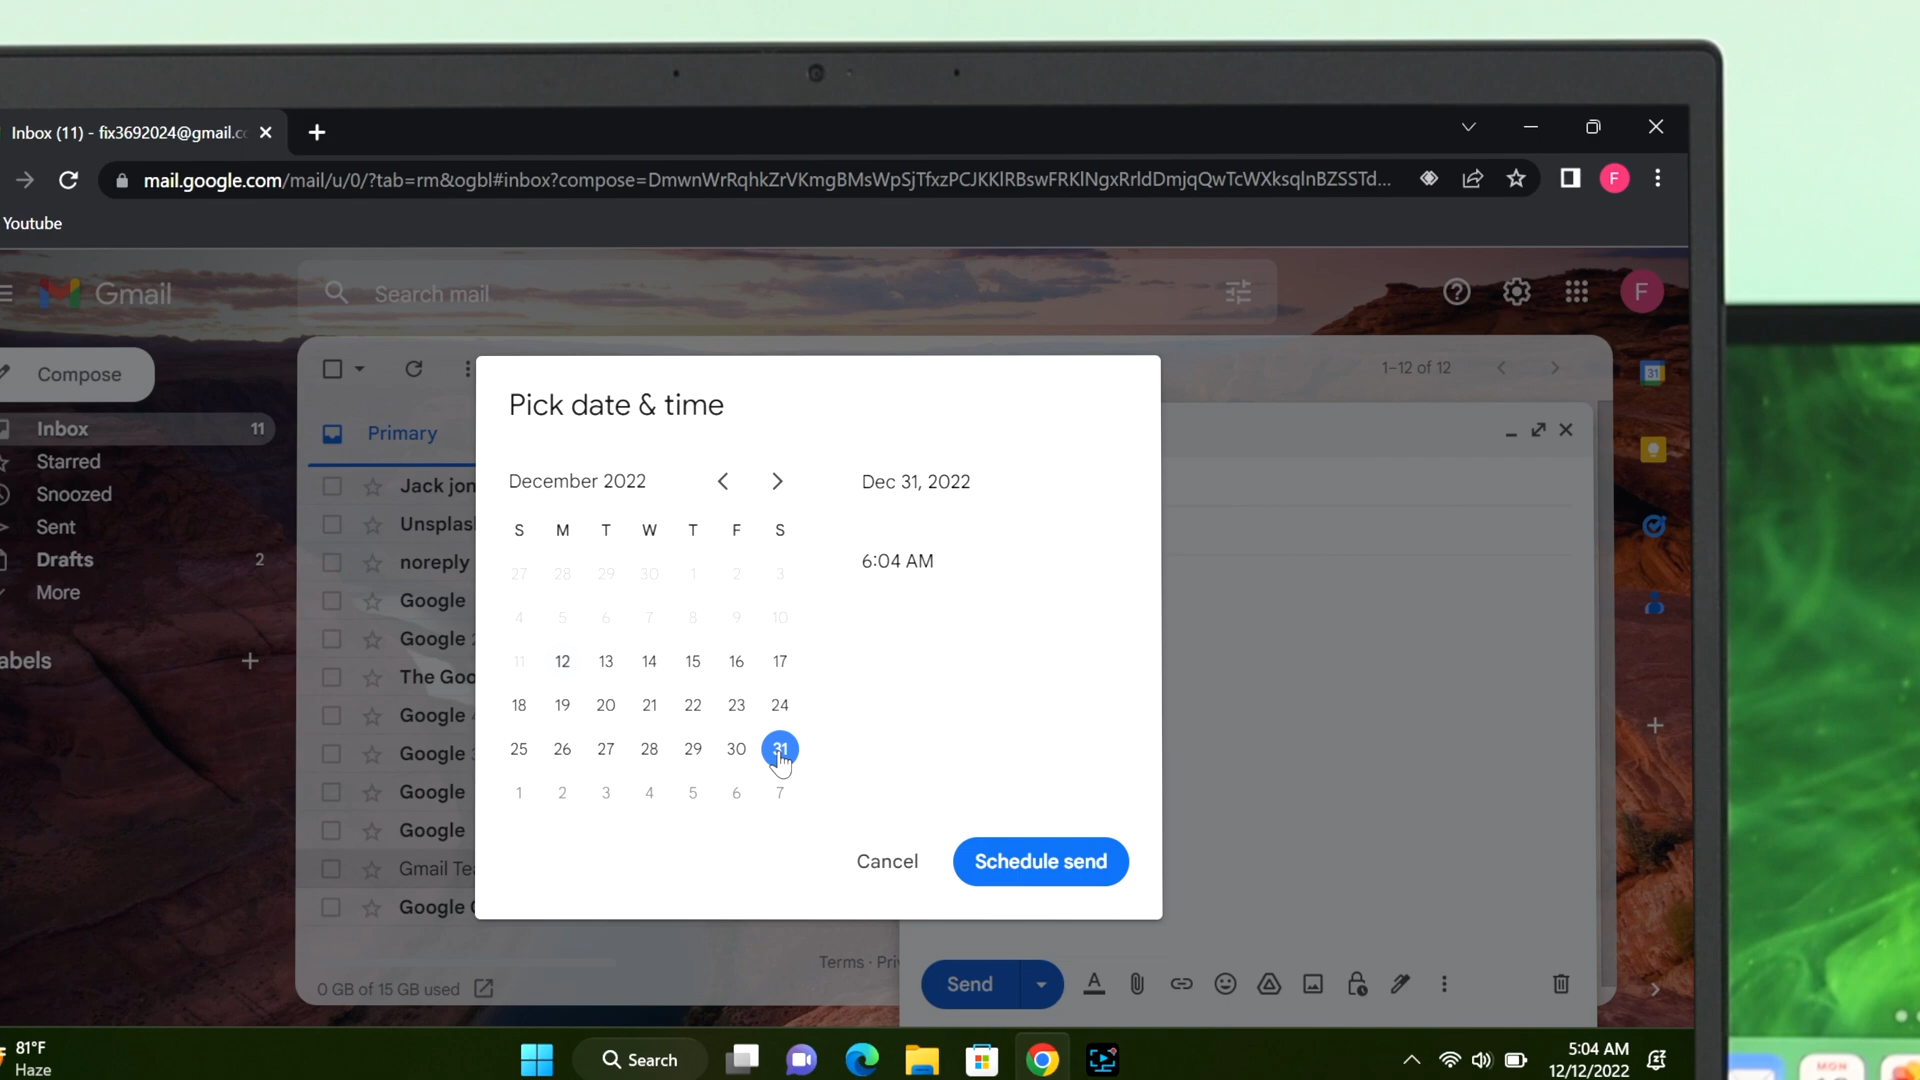 Inbox (11) - fix3692024@gmail.c
mail.google.com/mail/u/0/?tab=rm&ogbl#inbox?compose=DmwnWrRqhkZrVKmgBMsWpSjTfxzPCJKKlRBswFRKlNgxRrldDmjqQwTcWXksqlnBZSSTd...
F
Youtube
Gmail
Search mail
F
Compose
1–12 of 12
31
Inbox 11
Starred
Snoozed
Sent
Drafts 2
More
abels
Primary
Jack jon
Unsplas
noreply
Google
Google
The Goo
Google
Google
Google
Google
Gmail Te
Google
Pick date & time
December 2022
Dec 31, 2022
S M T W T F S
6:04 AM
27 28 29 30 1 2 3
4 5 6 7 8 9 10
11 12 13 14 15 16 17
18 19 20 21 22 23 24
25 26 27 28 29 30 31
1 2 3 4 5 6 7
Cancel
Schedule send
Terms · Pri
0 GB of 15 GB used
Send
81°F
Haze
Search
5:04 AM
12/12/2022
MON